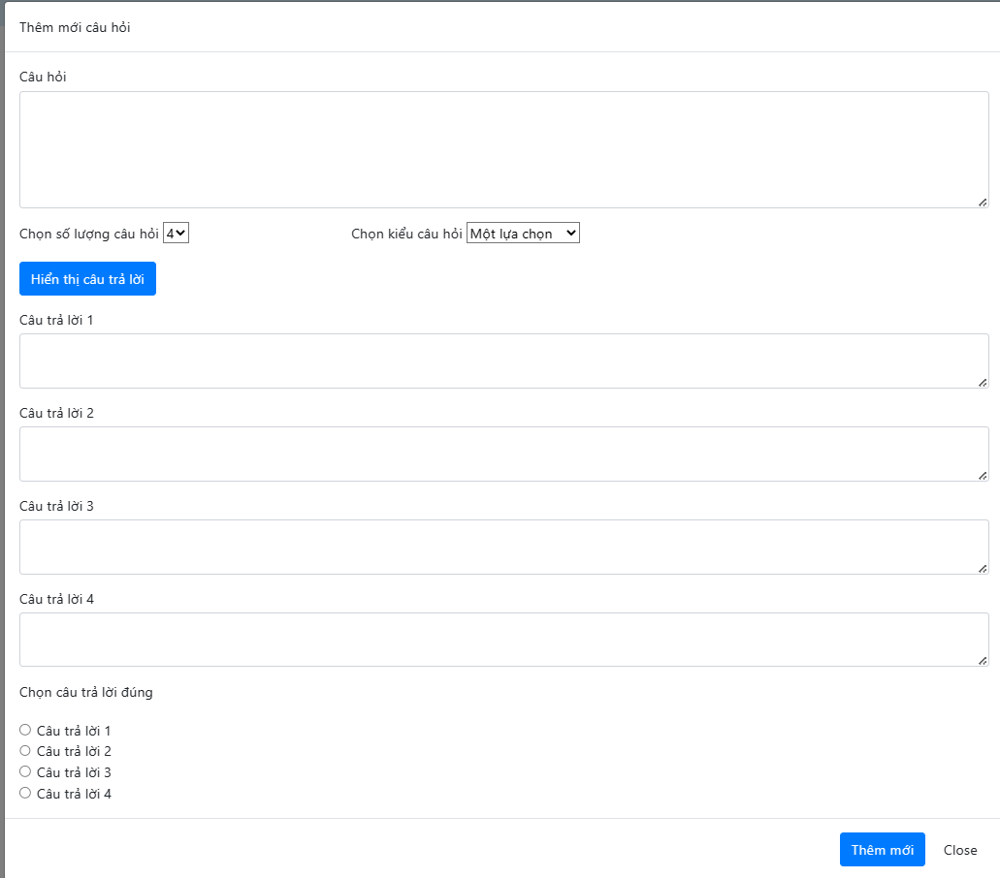 Thêm mới câu hỏi
Câu hỏi
Chọn số lượng câu hỏi 4 Chọn kiểu câu hỏi Một lựa chọn
Hiển thị câu trả lời
Câu trả lời 1
Câu trả lời 2
Câu trả lời 3
Câu trả lời 4
Chọn câu trả lời đúng
Câu trả lời 1
Câu trả lời 2
Câu trả lời 3
Câu trả lời 4
Thêm mới Close